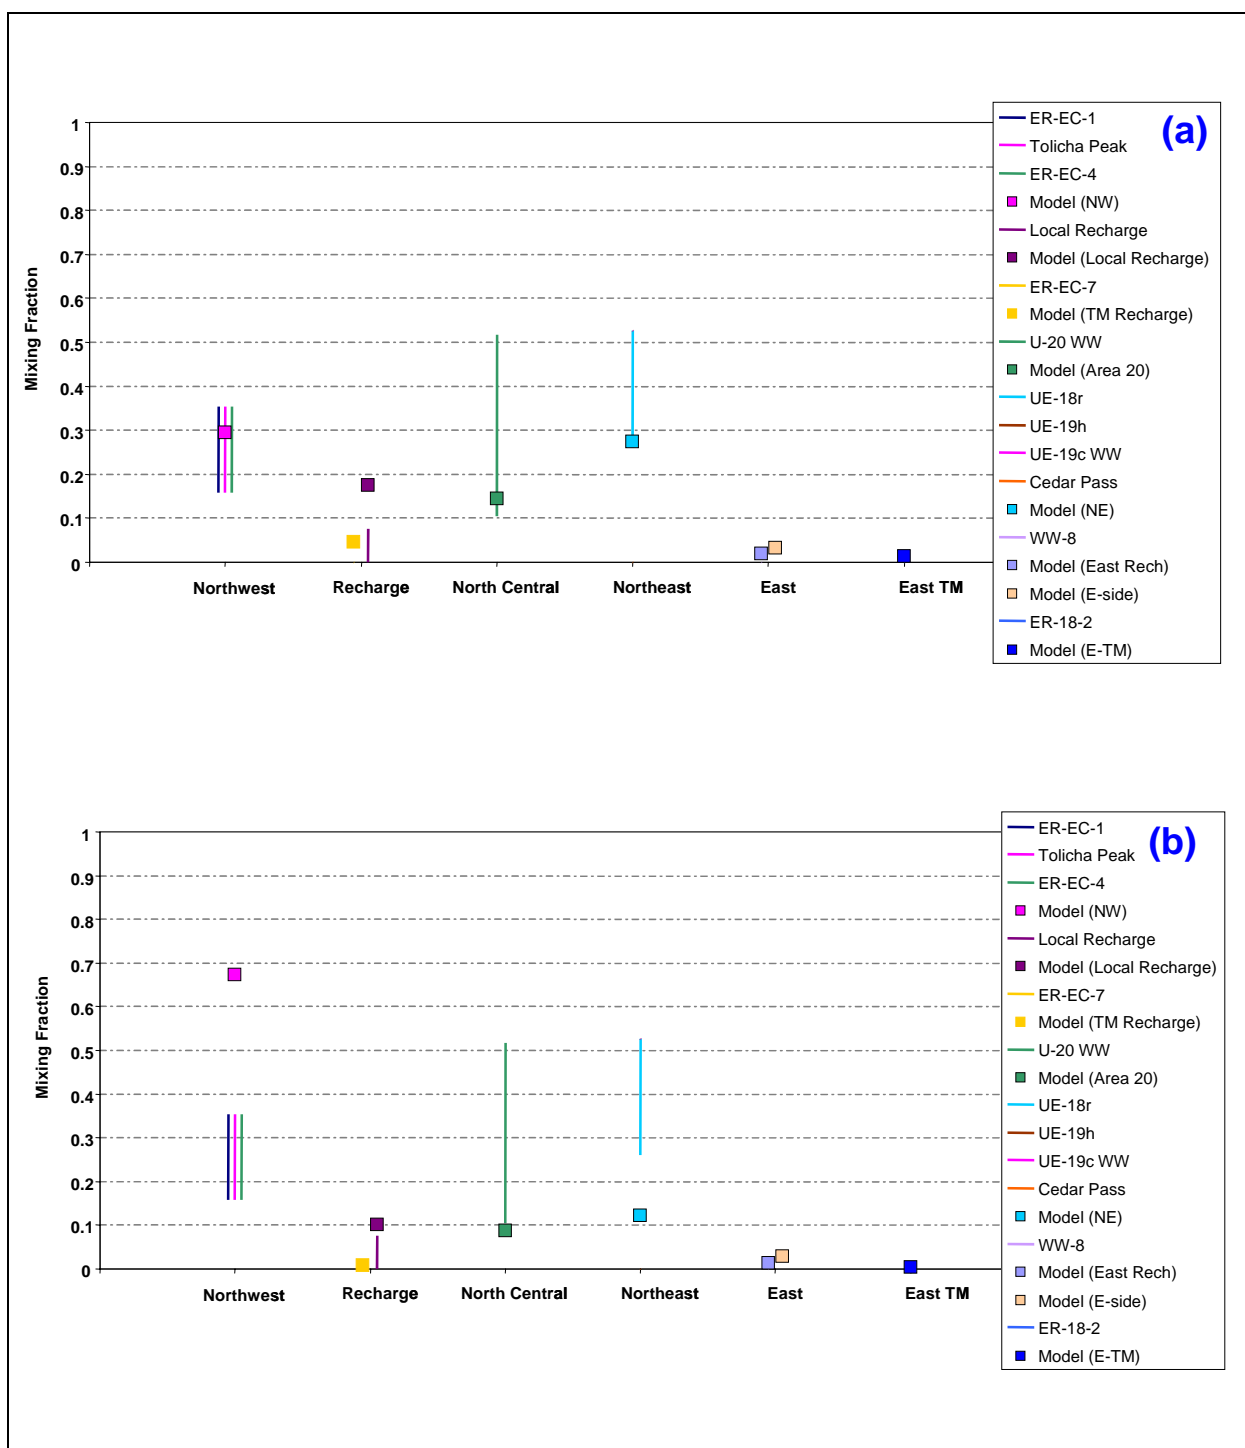 (a)
Mixing Fraction
1
0.9
0.8
0.7
0.6
0.5
0.4
0.3
0.2
0.1
0
Northwest Recharge North Central Northeast East East TM
ER-EC-1
Tolicha Peak
ER-EC-4
Model (NW)
Local Recharge
Model (Local Recharge)
ER-EC-7
Model (TM Recharge)
U-20 WW
Model (Area 20)
UE-18r
UE-19h
UE-19c WW
Cedar Pass
Model (NE)
WW-8
Model (East Rech)
Model (E-side)
ER-18-2
Model (E-TM)
(b)
Mixing Fraction
1
0.9
0.8
0.7
0.6
0.5
0.4
0.3
0.2
0.1
0
Northwest Recharge North Central Northeast East East TM
ER-EC-1
Tolicha Peak
ER-EC-4
Model (NW)
Local Recharge
Model (Local Recharge)
ER-EC-7
Model (TM Recharge)
U-20 WW
Model (Area 20)
UE-18r
UE-19h
UE-19c WW
Cedar Pass
Model (NE)
WW-8
Model (East Rech)
Model (E-side)
ER-18-2
Model (E-TM)